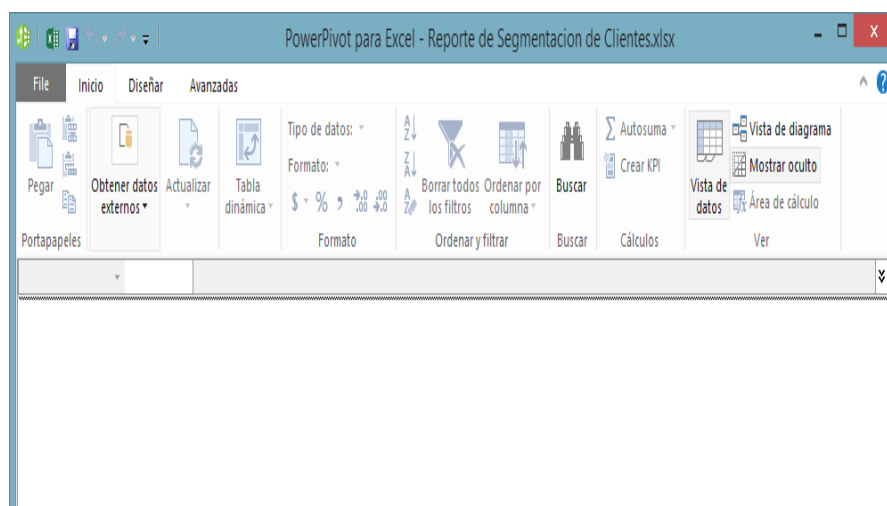 PowerPivot para Excel - Reporte de Segmentacion de Clientes.xlsx
File Inicio Diseñar Avanzadas
Pegar
Portapapeles
Obtener datos
externos
Actualizar
Tabla
dinámica
Tipo de datos:
Formato:
$ % , .00 .00
Formato
Borrar todos
los filtros
Ordenar por
columna
Ordenar y filtrar
Buscar
Buscar
Autosuma
Crear KPI
Cálculos
Vista de
datos
Vista de diagrama
Mostrar oculto
Área de cálculo
Ver